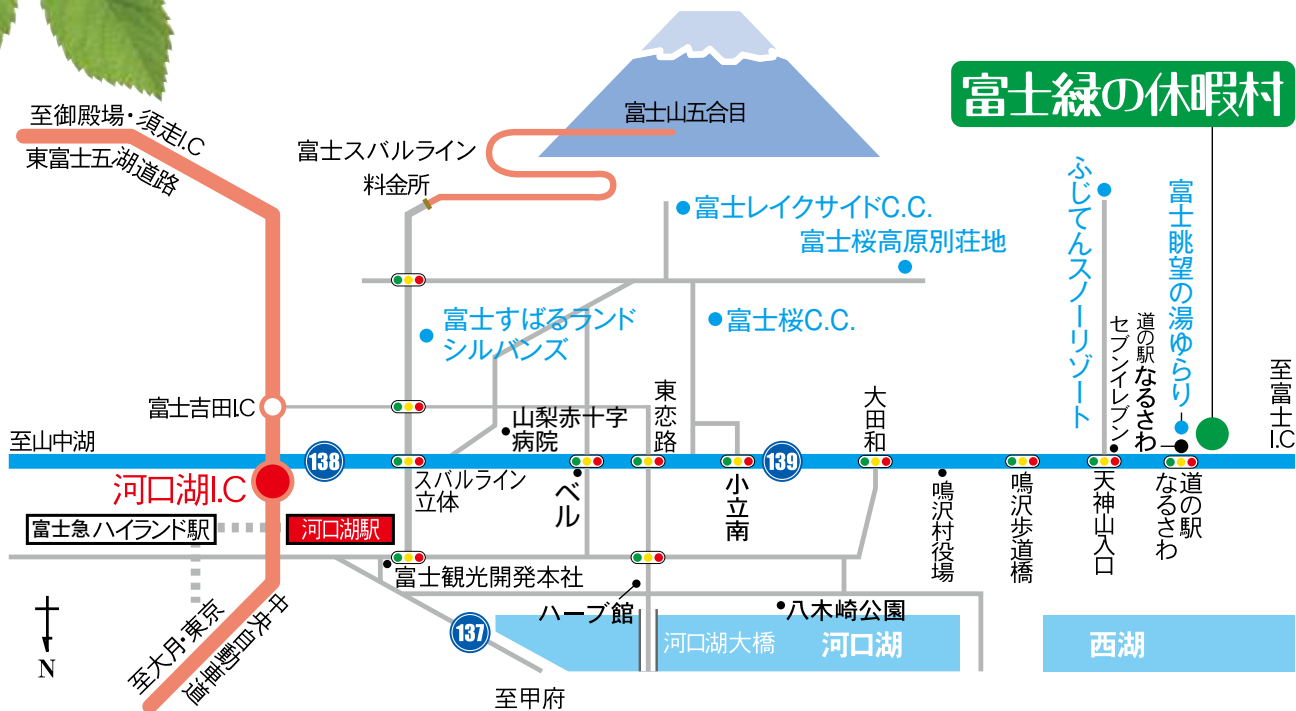 富士緑の休暇村
至御殿場・須走I.C
東富士五湖道路
富士スバルライン
料金所
富士山五合目
富士レイクサイドC.C.
富士桜高原別荘地
富士すばるランド
シルバンズ
富士桜C.C.
ふじてんスノーリゾート
富士眺望の湯ゆらり
道の駅 なるさわ
セブンイレブン
至富士I.C
富士吉田I.C
山梨赤十字
病院
東恋路
大田和
至山中湖
138
139
河口湖I.C
スバルライン
立体
ベル
小立南
鳴沢村役場
鳴沢歩道橋
天神山入口
道の駅
なるさわ
富士急ハイランド駅
河口湖駅
富士観光開発本社
ハーブ館
八木崎公園
137
河口湖大橋
河口湖
西湖
中央自動車道
至大月・東京
至甲府
N